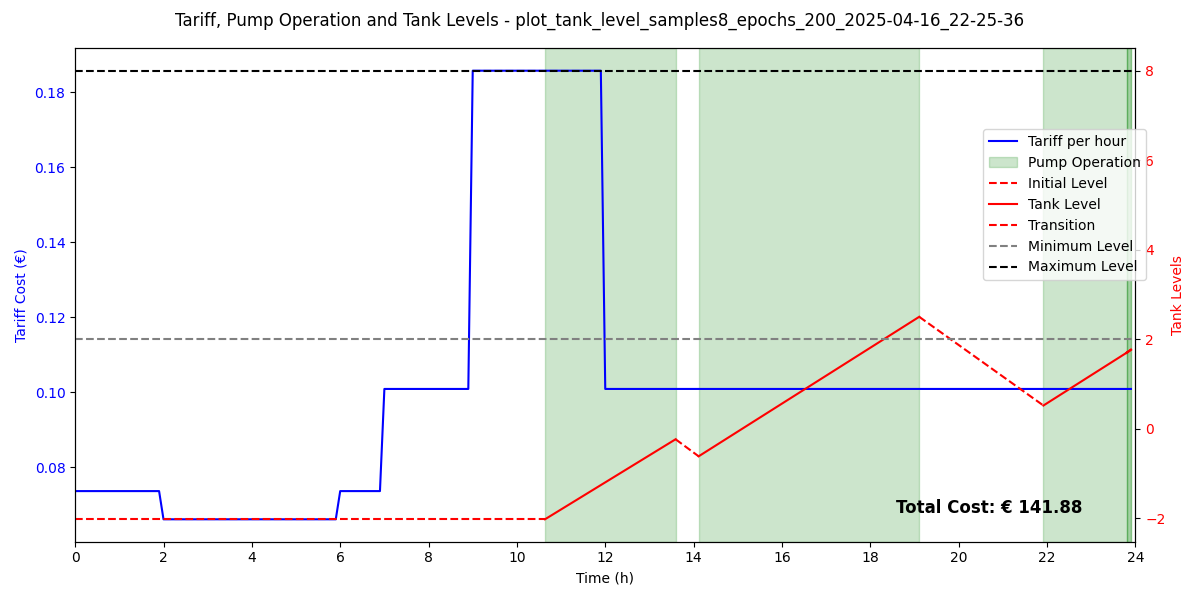 Tariff, Pump Operation and Tank Levels - plot_tank_level_samples8_epochs_200_2025-04-16_22-25-36
0.18
0.16
0.14
0.12
0.10
0.08
Tariff Cost (€)
8
6
4
2
0
−2
Tank Levels
Tariff per hour
Pump Operation
Initial Level
Tank Level
Transition
Minimum Level
Maximum Level
Total Cost: € 141.88
0 2 4 6 8 10 12 14 16 18 20 22 24
Time (h)